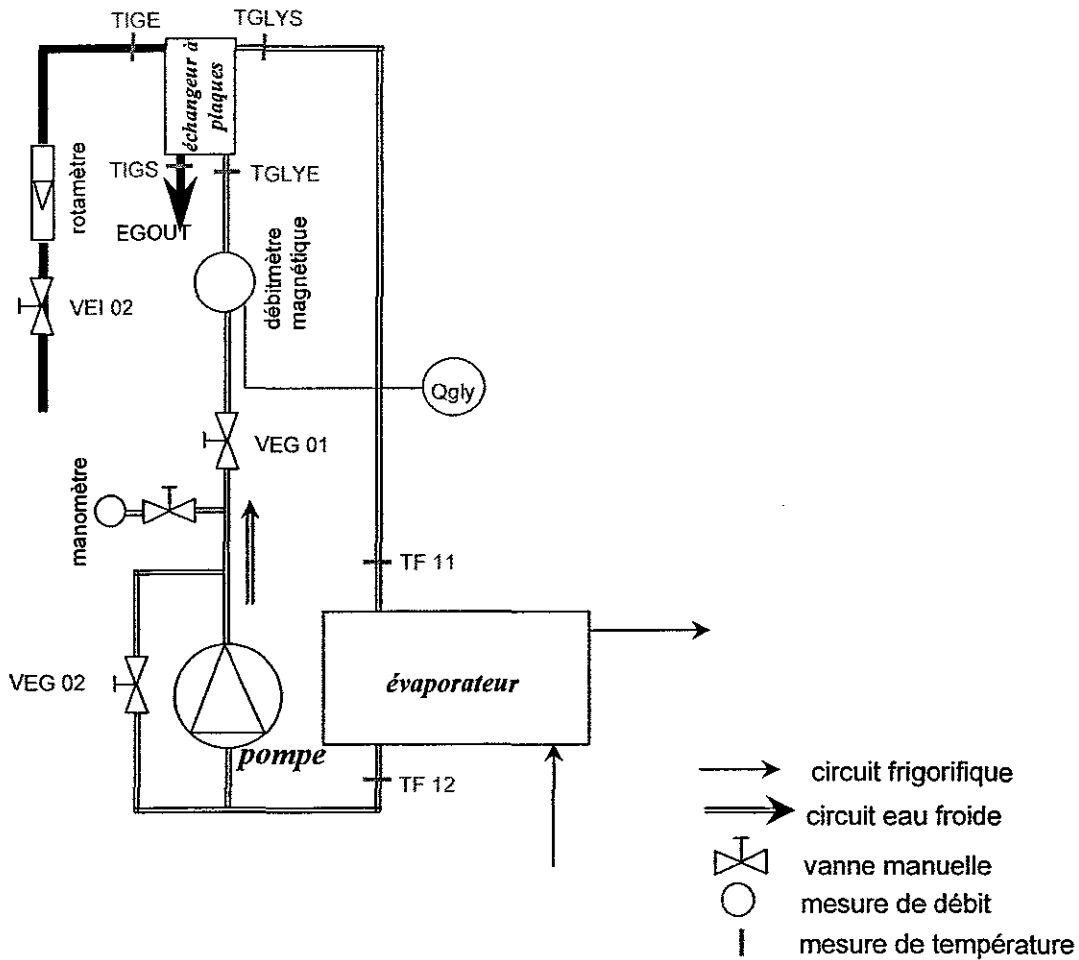 TIGE
TGLYS
échangeur à
plaques
TIGS
TGLYE
rotamètre
EGOUT
débitmètre
magnétique
VEI 02
Qgly
VEG 01
manomètre
TF 11
VEG 02
évaporateur
pompe
TF 12
circuit frigorifique
circuit eau froide
vanne manuelle
mesure de débit
mesure de température